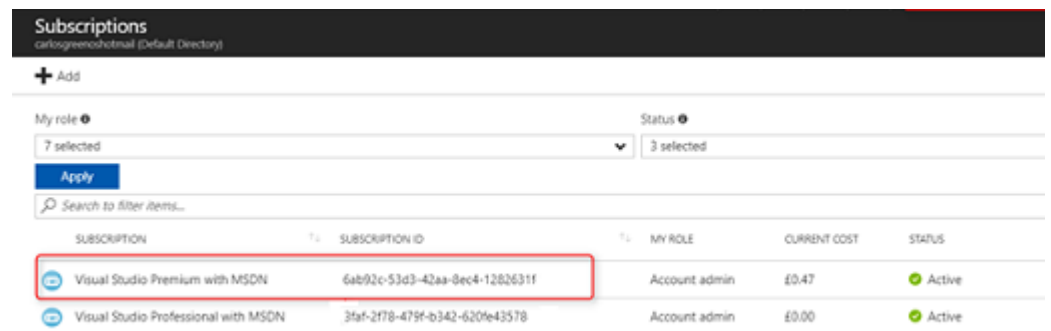 Subscriptions
carlosgreenoshotmail (Default Directory)
Add
My role Status
7 selected 3 selected
Apply
Search to filter items...
SUBSCRIPTION SUBSCRIPTION ID MY ROLE CURRENT COST STATUS
Visual Studio Premium with MSDN 6ab92c-53d3-42aa-8ec4-1282631f Account admin £0.47 Active
Visual Studio Professional with MSDN 3faf-2f78-479f-b342-620fe43578 Account admin £0.00 Active